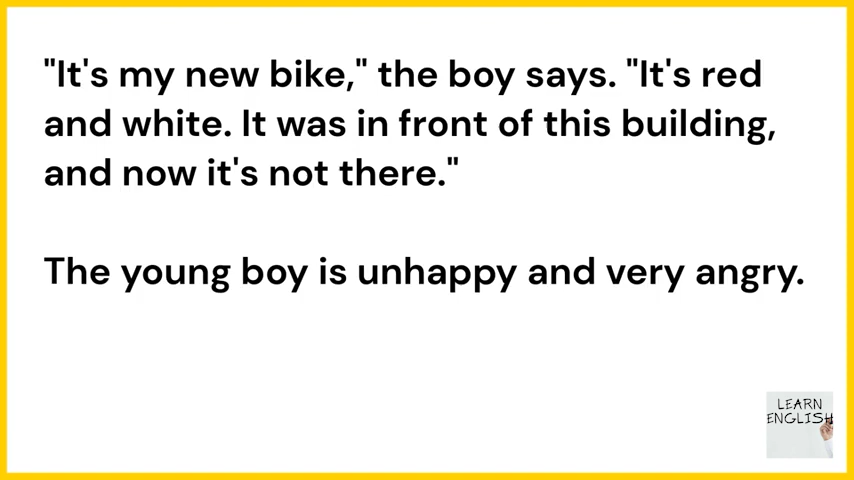 "It's my new bike," the boy says. "It's red
and white. It was in front of this building,
and now it's not there."
The young boy is unhappy and very angry.
LEARN
ENGLISH